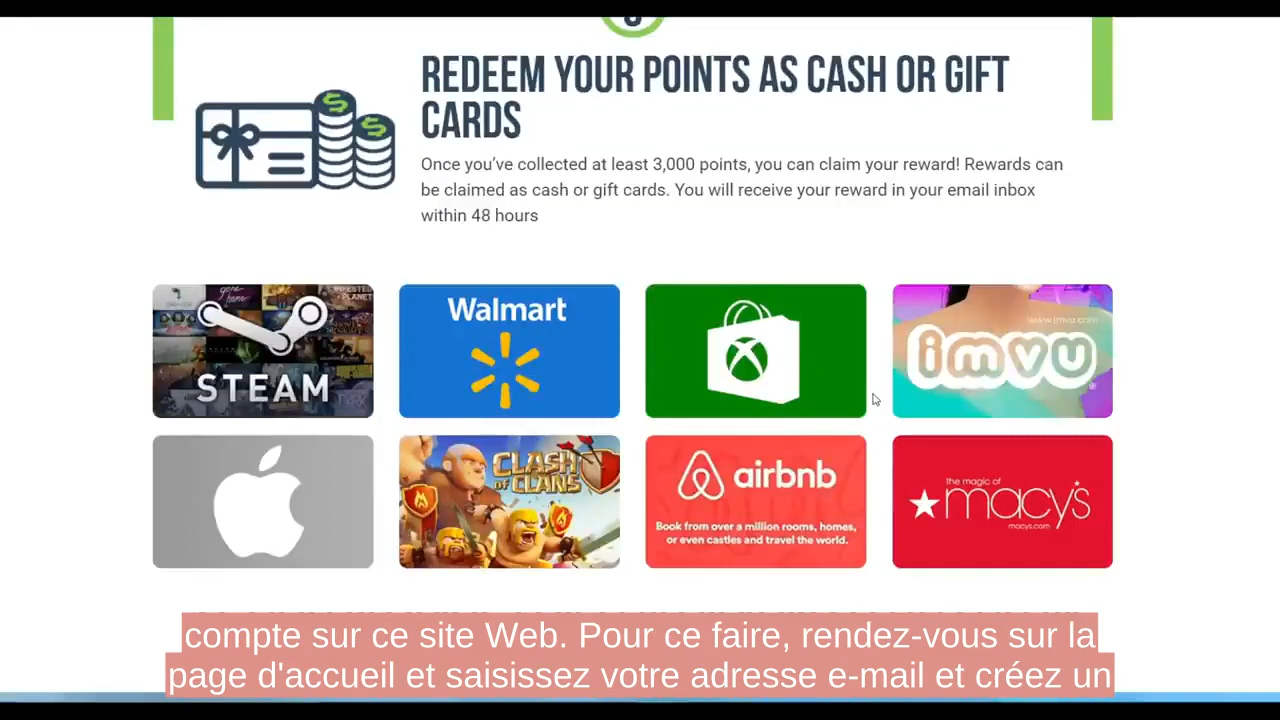 REDEEM YOUR POINTS AS CASH OR GIFT
CARDS
Once you've collected at least 3,000 points, you can claim your reward! Rewards can
be claimed as cash or gift cards. You will receive your reward in your email inbox
within 48 hours
STEAM
Walmart
www.imvu.com
imvu
CLASH
OF CLANS
airbnb
Book from over a million rooms, homes,
or even castles and travel the world.
the magic of
macy's
macys.com
compte sur ce site Web. Pour ce faire, rendez-vous sur la
page d'accueil et saisissez votre adresse e-mail et créez un